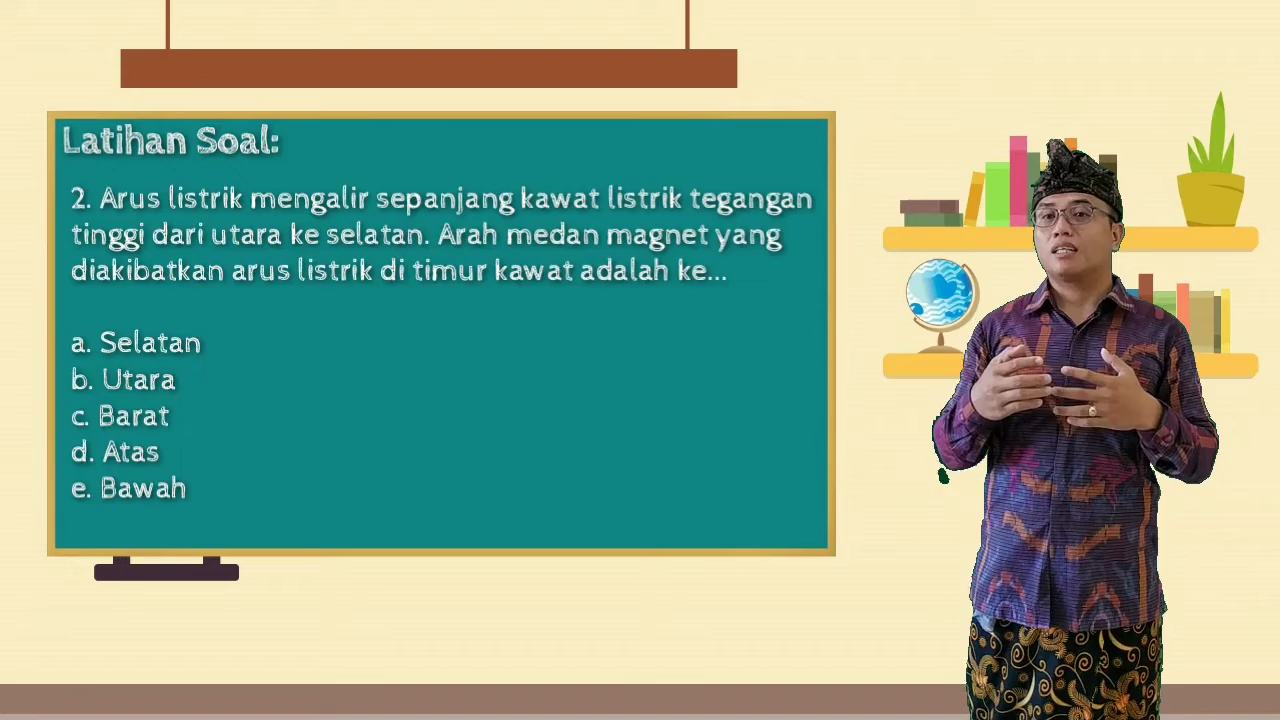 Latihan Soal:
2. Arus listrik mengalir sepanjang kawat listrik tegangan
tinggi dari utara ke selatan. Arah medan magnet yang
diakibatkan arus listrik di timur kawat adalah ke...
a. Selatan
b. Utara
c. Barat
d. Atas
e. Bawah